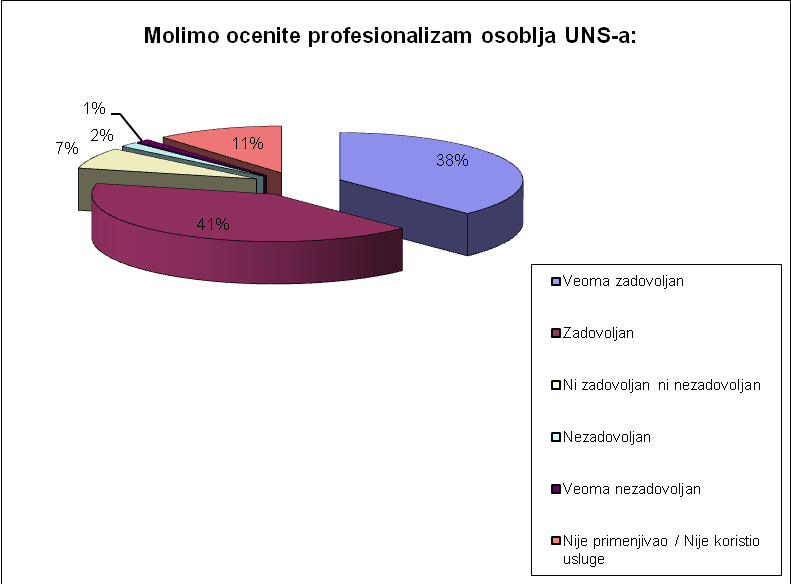 Molimo ocenite profesionalizam osoblja UNS-a:
1%
2%
7%
11%
38%
41%
Veoma zadovoljan
Zadovoljan
Ni zadovoljan ni nezadovoljan
Nezadovoljan
Veoma nezadovoljan
Nije primenjivao / Nije koristio
usluge